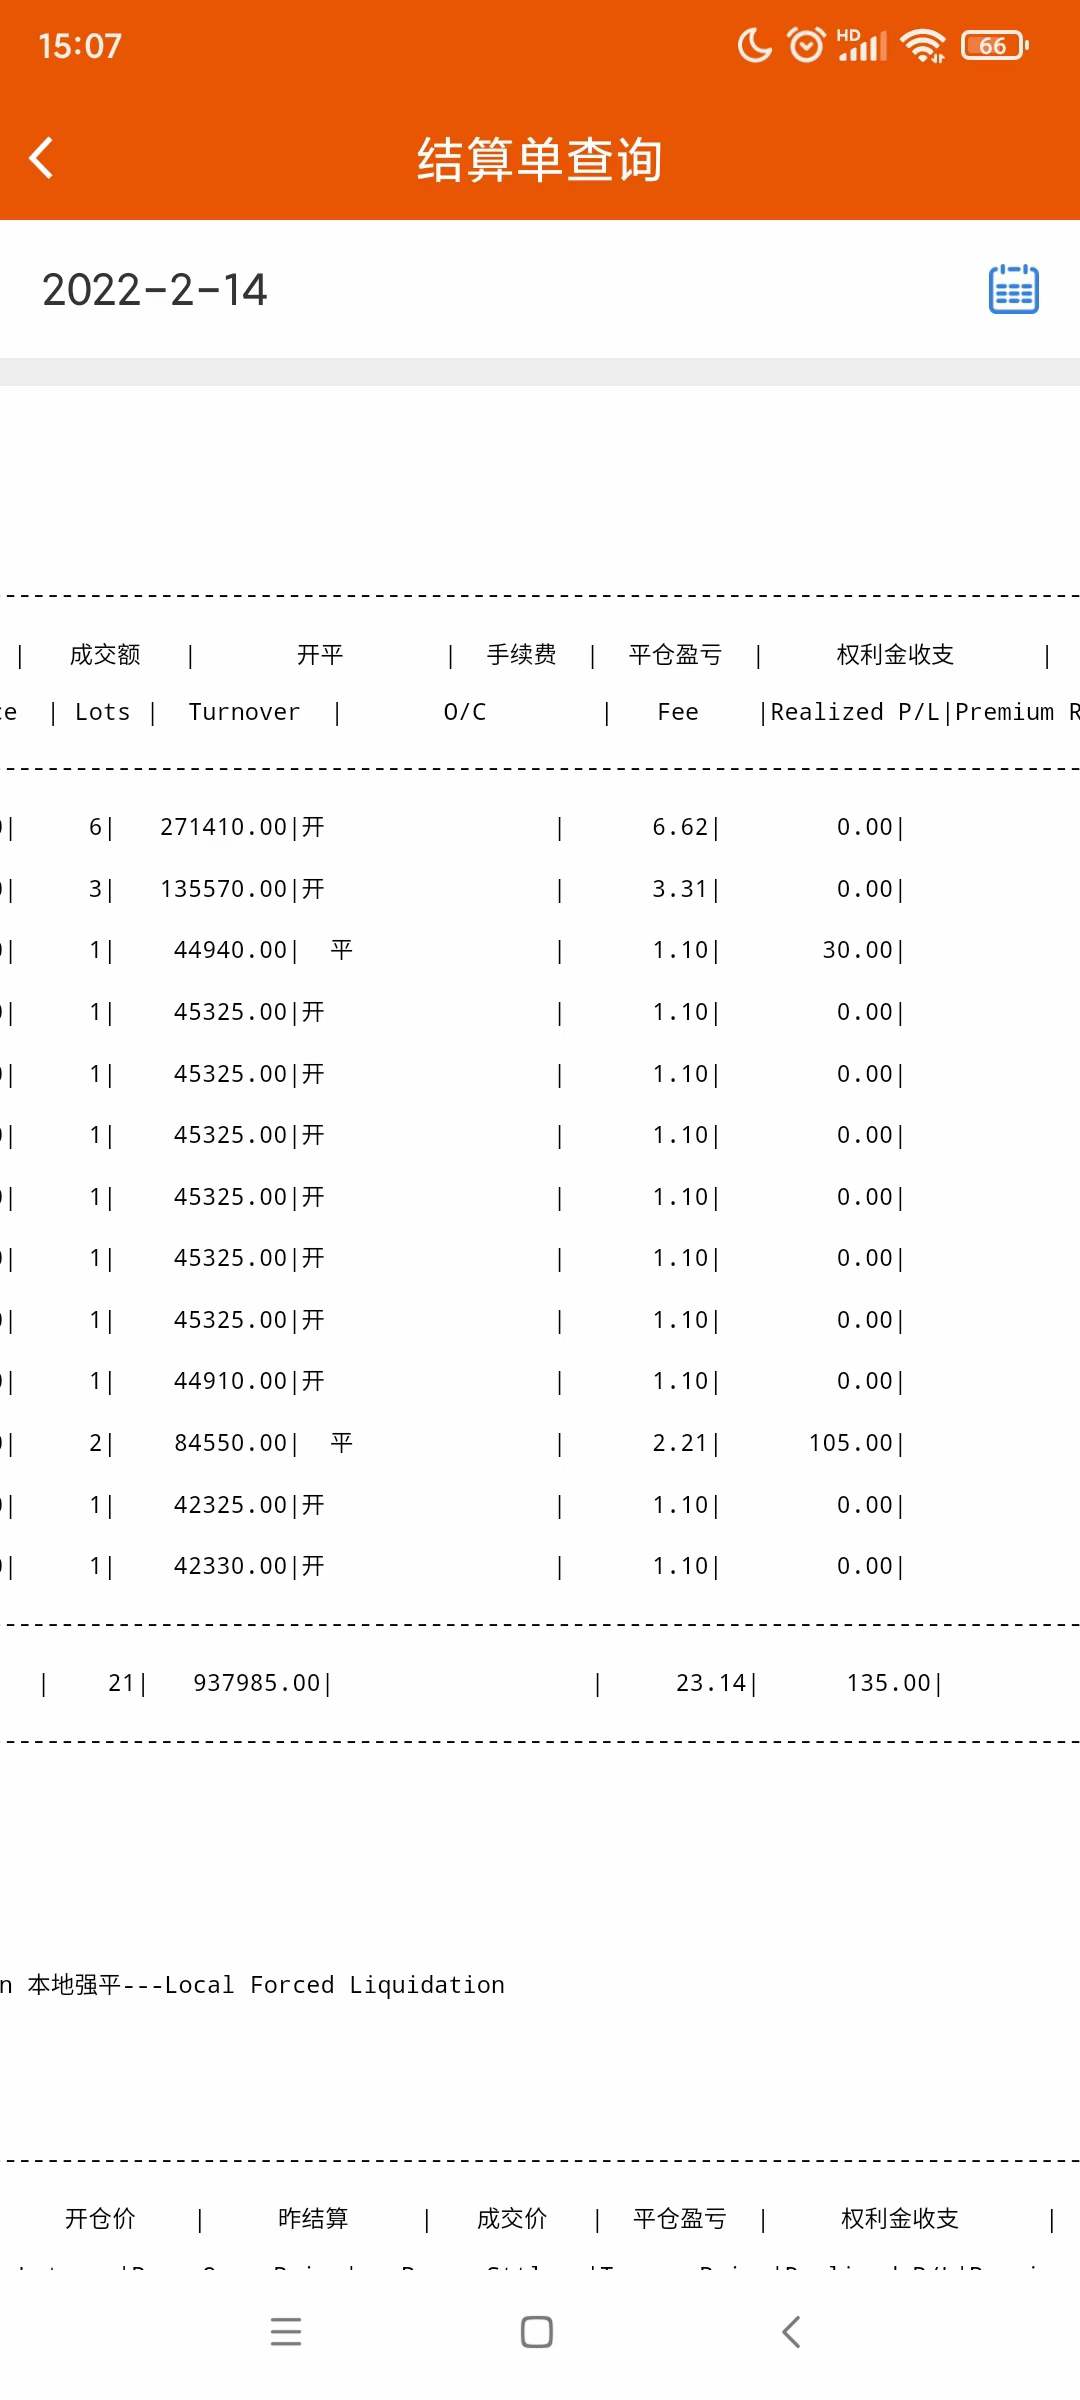 15:07
HD
66
结算单查询
2022-2-14
| 成交额 | 开平 | 手续费 | 平仓盈亏 | 权利金收支 |
| Lots | Turnover | O/C | Fee |Realized P/L|Premium
| 6| 271410.00|开 | 6.62| 0.00|
| 3| 135570.00|开 | 3.31| 0.00|
| 1| 44940.00| 平 | 1.10| 30.00|
| 1| 45325.00|开 | 1.10| 0.00|
| 1| 45325.00|开 | 1.10| 0.00|
| 1| 45325.00|开 | 1.10| 0.00|
| 1| 45325.00|开 | 1.10| 0.00|
| 1| 45325.00|开 | 1.10| 0.00|
| 1| 45325.00|开 | 1.10| 0.00|
| 1| 44910.00|开 | 1.10| 0.00|
| 2| 84550.00| 平 | 2.21| 105.00|
| 1| 42325.00|开 | 1.10| 0.00|
| 1| 42330.00|开 | 1.10| 0.00|
| 21| 937985.00| | 23.14| 135.00|
本地强平---Local Forced Liquidation
开仓价 | 昨结算 | 成交价 | 平仓盈亏 | 权利金收支 |